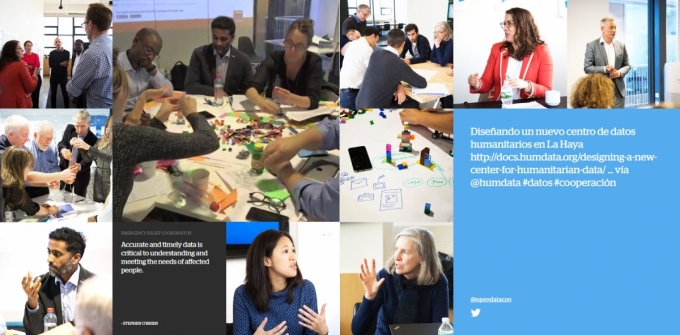 EMERGENCY RELIEF COORDINATOR
Accurate and timely data is
critical to understanding and
meeting the needs of affected
people.
-STEPHEN O'BRIEN
Diseñando un nuevo centro de datos
humanitarios en La Haya
http://docs.humdata.org/designing-a-new-
center-for-humanitarian-data/ ... vía
@humdata #datos #cooperación
@opendatacon